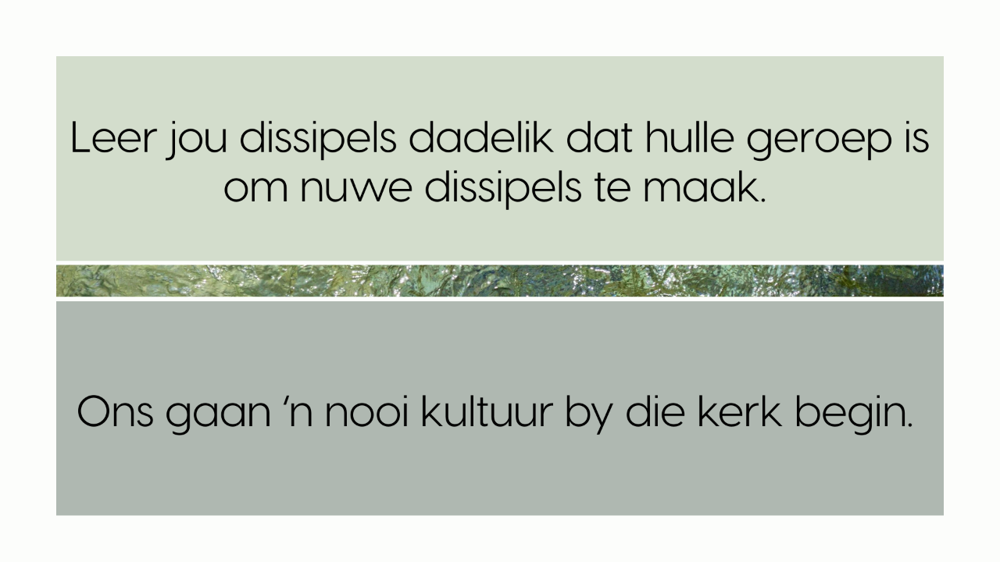 Leer jou dissipels dadelik dat hulle geroep is
om nuwe dissipels te maak.
Ons gaan ’n nooi kultuur by die kerk begin.